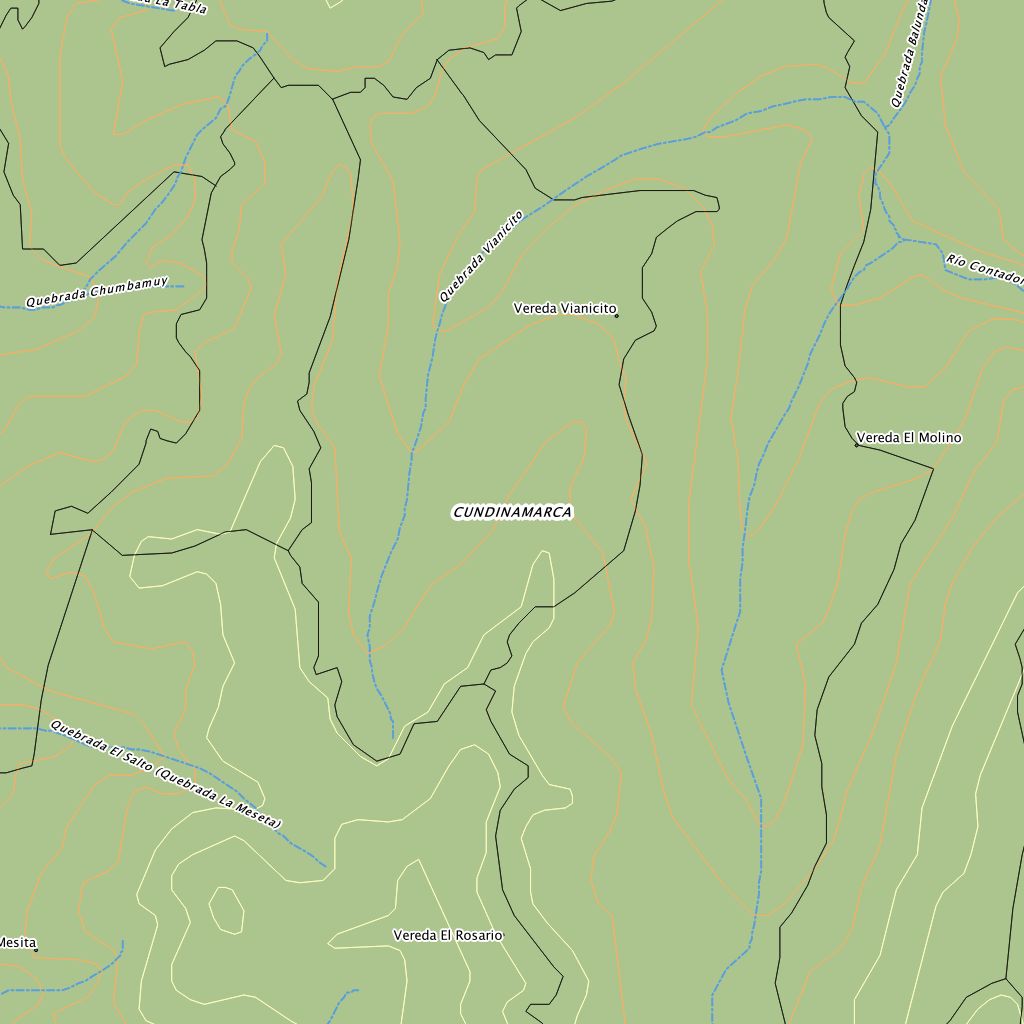 La Tabla
Quebrada Balunda
Quebrada Vianicito
Río Contador
Quebrada Chumbamuy
Vereda Vianicito
Vereda El Molino
CUNDINAMARCA
Quebrada El Salto (Quebrada La Meseta)
Vereda El Rosario
Mesita